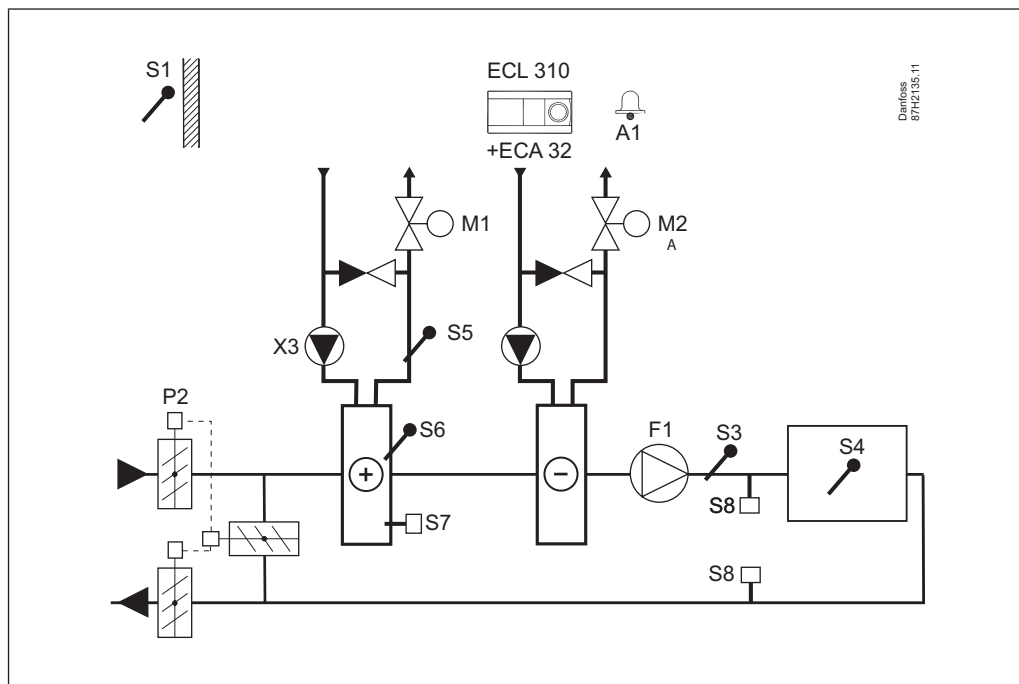 S1
ECL 310
+ECA 32
A1
Danfoss
87H2135.11
M1
M2
A
X3
S5
P2
S6
F1
S3
S4
+
−
S8
S7
S8